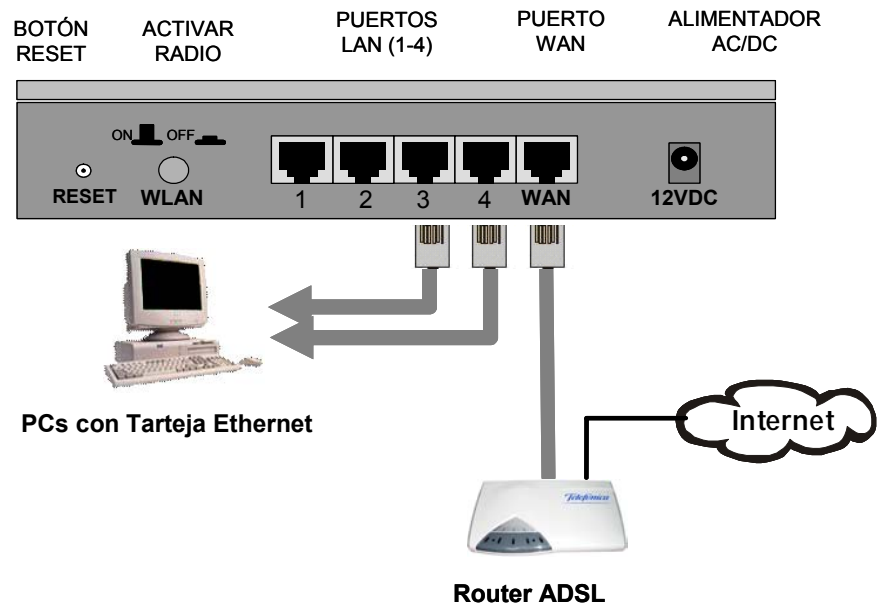 BOTÓN
RESET
ACTIVAR
RADIO
PUERTOS
LAN (1-4)
PUERTO
WAN
ALIMENTADOR
AC/DC
ON
OFF
RESET
WLAN
1
2
3
4
WAN
12VDC
PCs con Tarteja Ethernet
Internet
Telefónica
Router ADSL